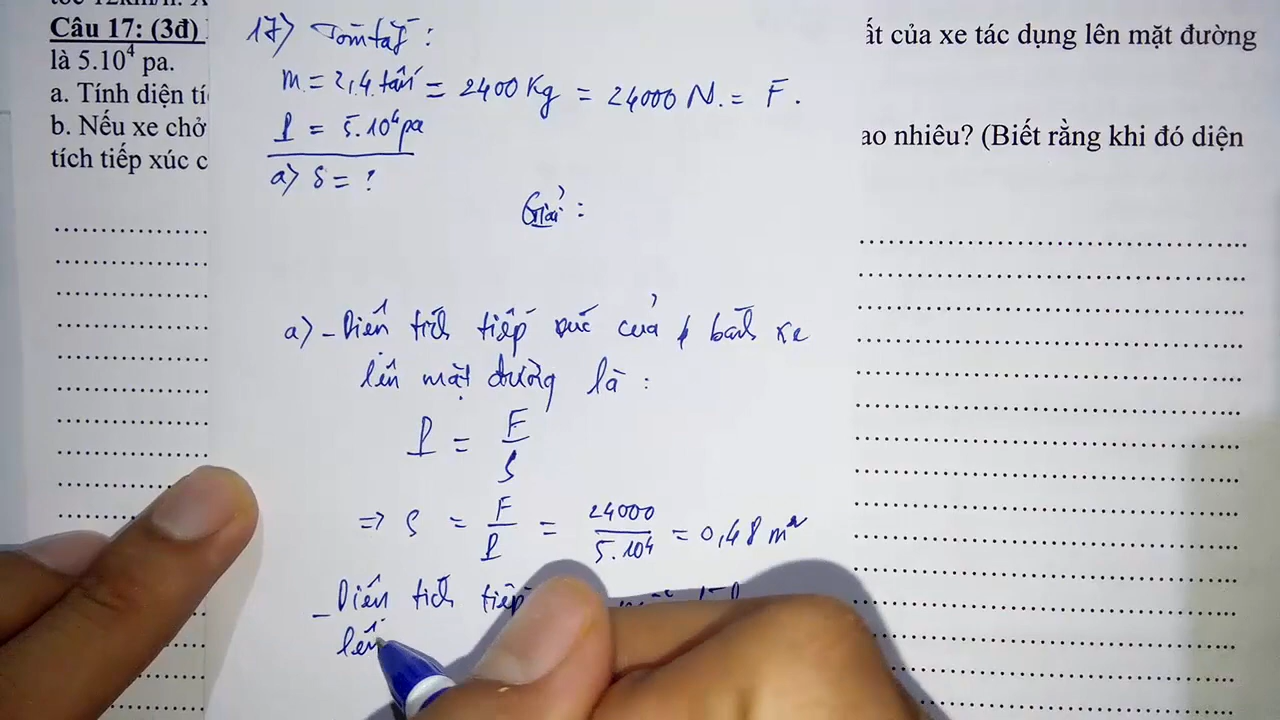 Câu 17: (3đ)
là 5.10⁴ pa.
a. Tính diện tí
b. Nếu xe chở
tích tiếp xúc c
ất của xe tác dụng lên mặt đường
ao nhiêu? (Biết rằng khi đó diện
17) Tóm tắt :
m = 2,4 tấn = 2400 Kg = 24000 N. = F.
P = 5.10⁴pa
a) S = ?
Giải :
a) - Diện tích tiếp xúc của 4 bánh xe
lên mặt đường là :
P = F/S
=> S = F/P = 24000/5.10⁴ = 0,48 m²
- Diện tích tiếp
lên